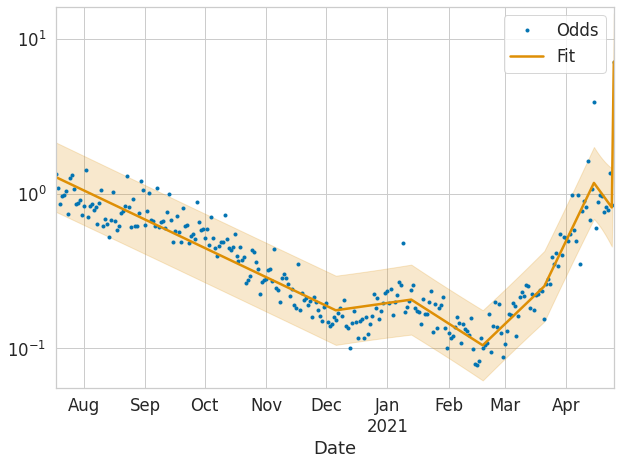 10¹
10⁰
10⁻¹
Odds
Fit
Aug Sep Oct Nov Dec Jan Feb Mar Apr
2021
Date